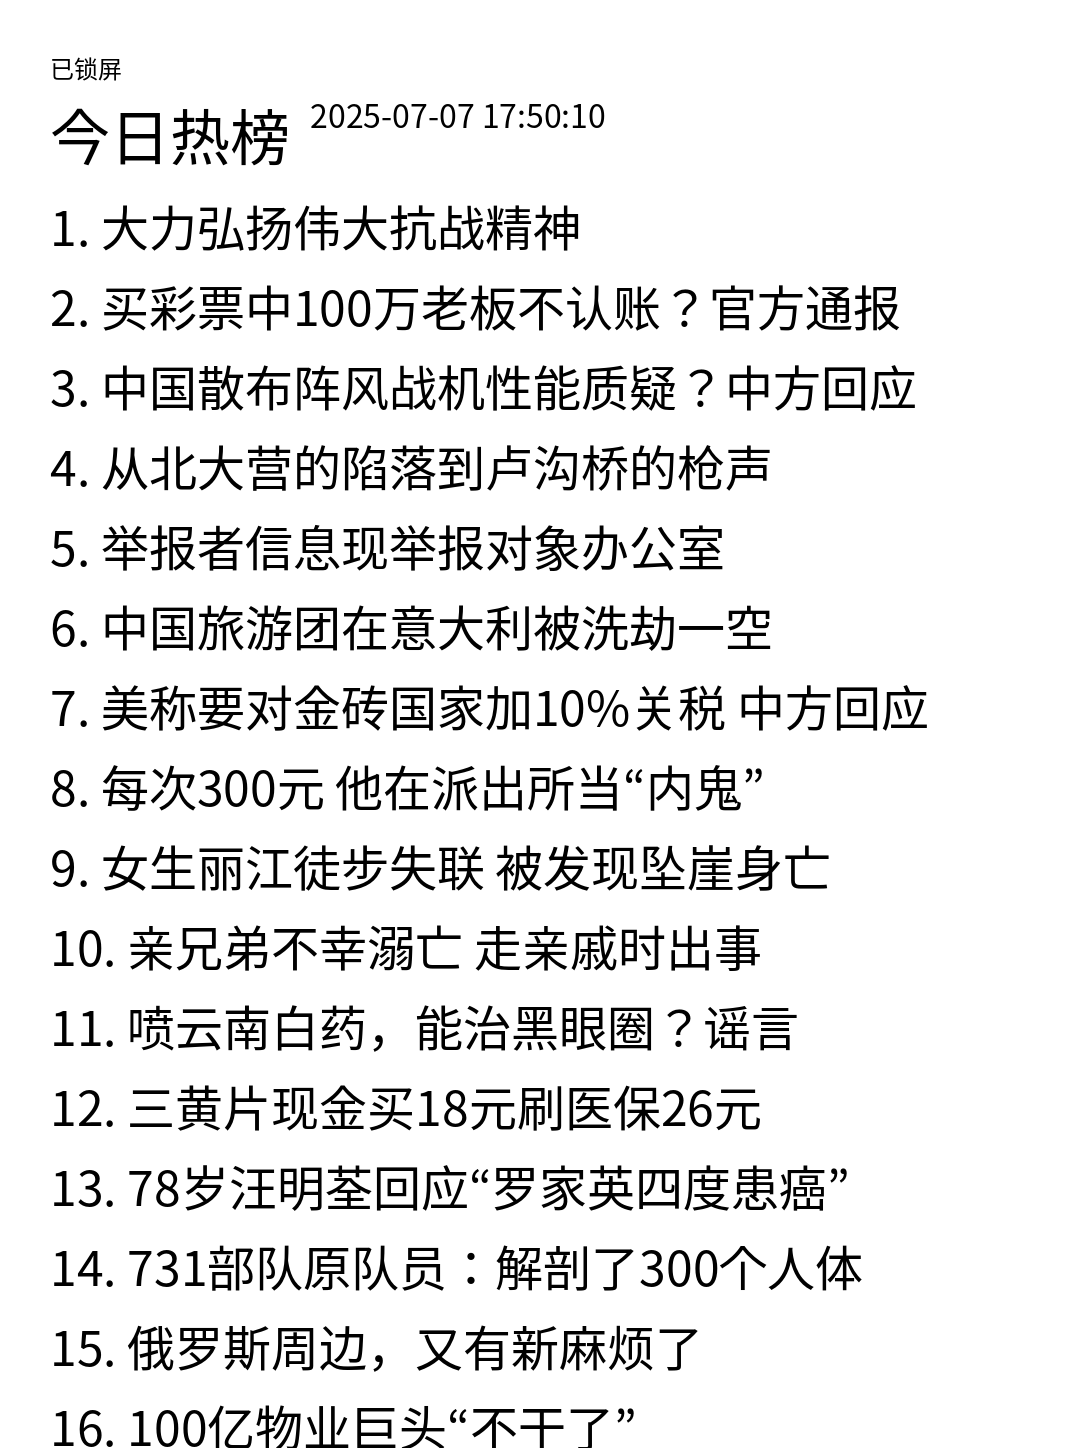 已锁屏
今日热榜 2025-07-07 17:50:10
1. 大力弘扬伟大抗战精神
2. 买彩票中100万老板不认账？官方通报
3. 中国散布阵风战机性能质疑？中方回应
4. 从北大营的陷落到卢沟桥的枪声
5. 举报者信息现举报对象办公室
6. 中国旅游团在意大利被洗劫一空
7. 美称要对金砖国家加10%关税 中方回应
8. 每次300元 他在派出所当“内鬼”
9. 女生丽江徒步失联 被发现坠崖身亡
10. 亲兄弟不幸溺亡 走亲戚时出事
11. 喷云南白药，能治黑眼圈？谣言
12. 三黄片现金买18元刷医保26元
13. 78岁汪明荃回应“罗家英四度患癌”
14. 731部队原队员：解剖了300个人体
15. 俄罗斯周边，又有新麻烦了
16. 100亿物业巨头“不干了”